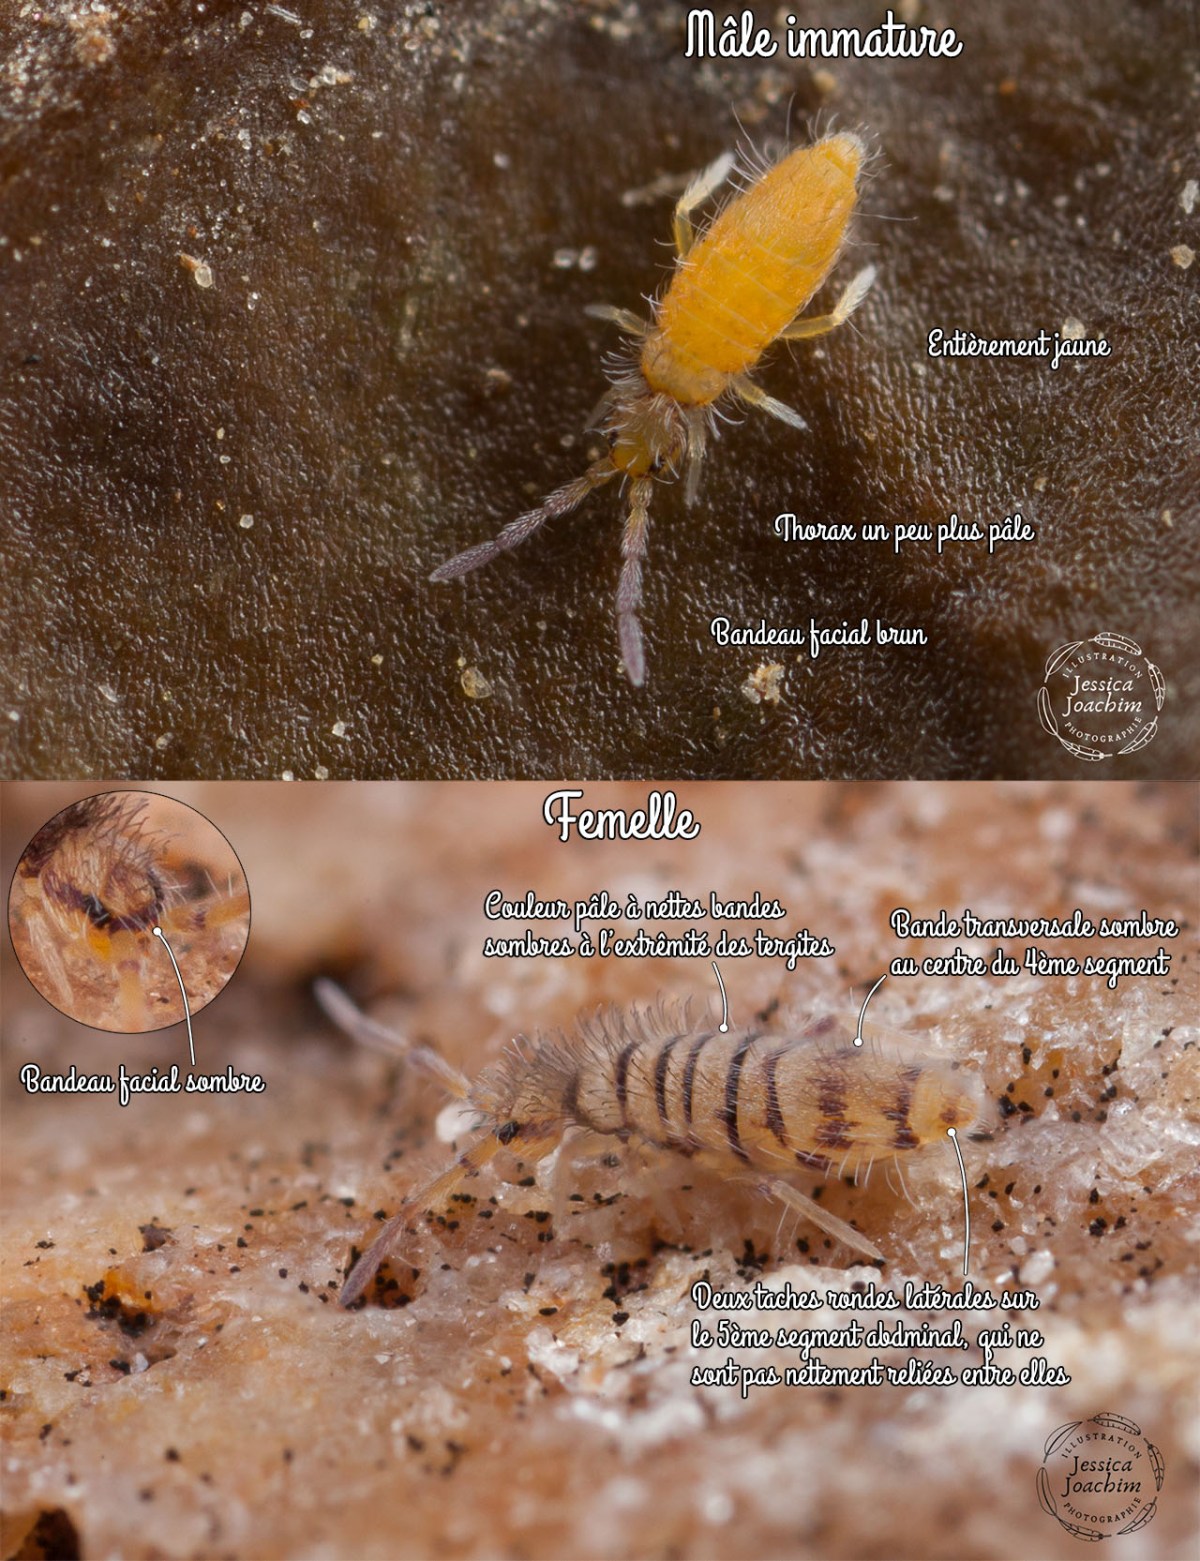 Mâle immature
Entièrement jaune
Thorax un peu plus pâle
Bandeau facial brun
ILLUSTRATION
Jessica
Joachim
PHOTOGRAPHIE
Femelle
Couleur pâle à nettes bandes
sombres à l'extrêmité des tergites
Bande transversale sombre
au centre du 4ème segment
Bandeau facial sombre
Deux taches rondes latérales sur
le 5ème segment abdminal, qui ne
sont pas nettement reliées entre elles
ILLUSTRATION
Jessica
Joachim
PHOTOGRAPHIE